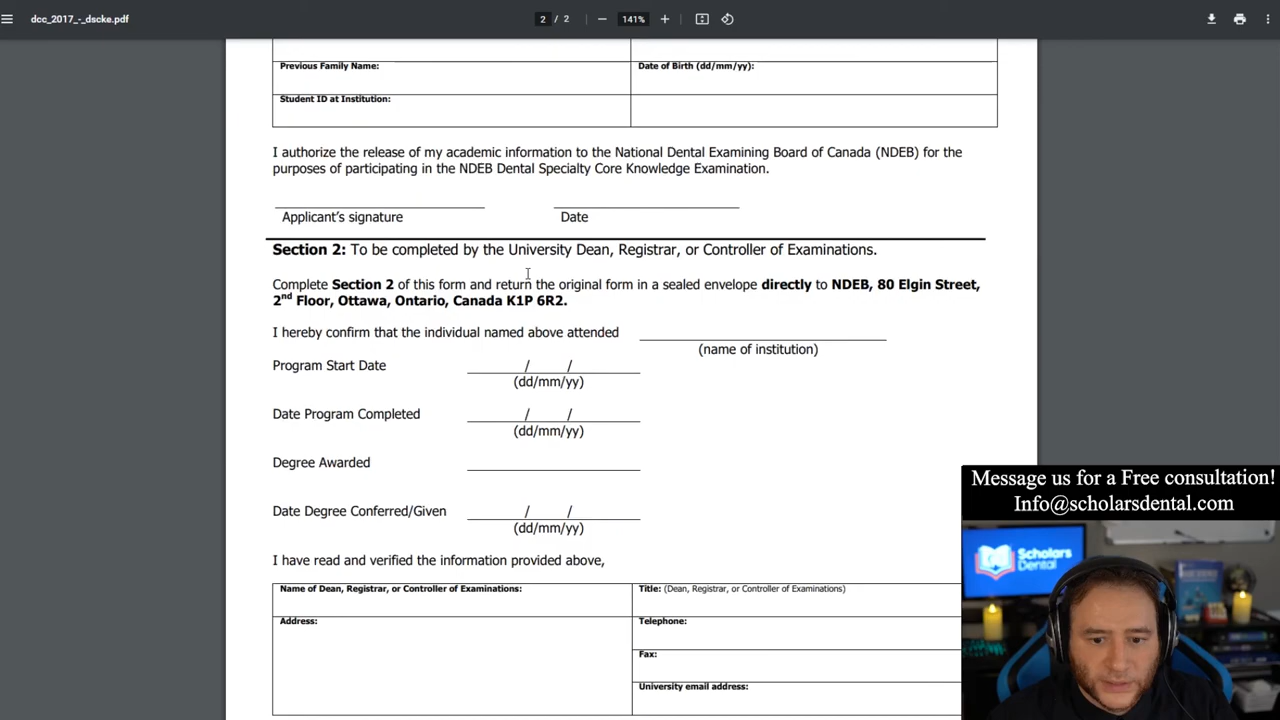 dcc_2017_-_dscke.pdf
2 / 2
141%
Previous Family Name:
Date of Birth (dd/mm/yy):
Student ID at Institution:
I authorize the release of my academic information to the National Dental Examining Board of Canada (NDEB) for the
purposes of participating in the NDEB Dental Specialty Core Knowledge Examination.
Applicant's signature
Date
Section 2: To be completed by the University Dean, Registrar, or Controller of Examinations.
Complete Section 2 of this form and return the original form in a sealed envelope directly to NDEB, 80 Elgin Street,
2nd Floor, Ottawa, Ontario, Canada K1P 6R2.
I hereby confirm that the individual named above attended
(name of institution)
Program Start Date / /
(dd/mm/yy)
Date Program Completed / /
(dd/mm/yy)
Degree Awarded
Date Degree Conferred/Given / /
(dd/mm/yy)
I have read and verified the information provided above,
Name of Dean, Registrar, or Controller of Examinations:
Title: (Dean, Registrar, or Controller of Examinations)
Address:
Telephone:
Fax:
University email address:
Message us for a Free consultation!
Info@scholarsdental.com
Scholars
Dental